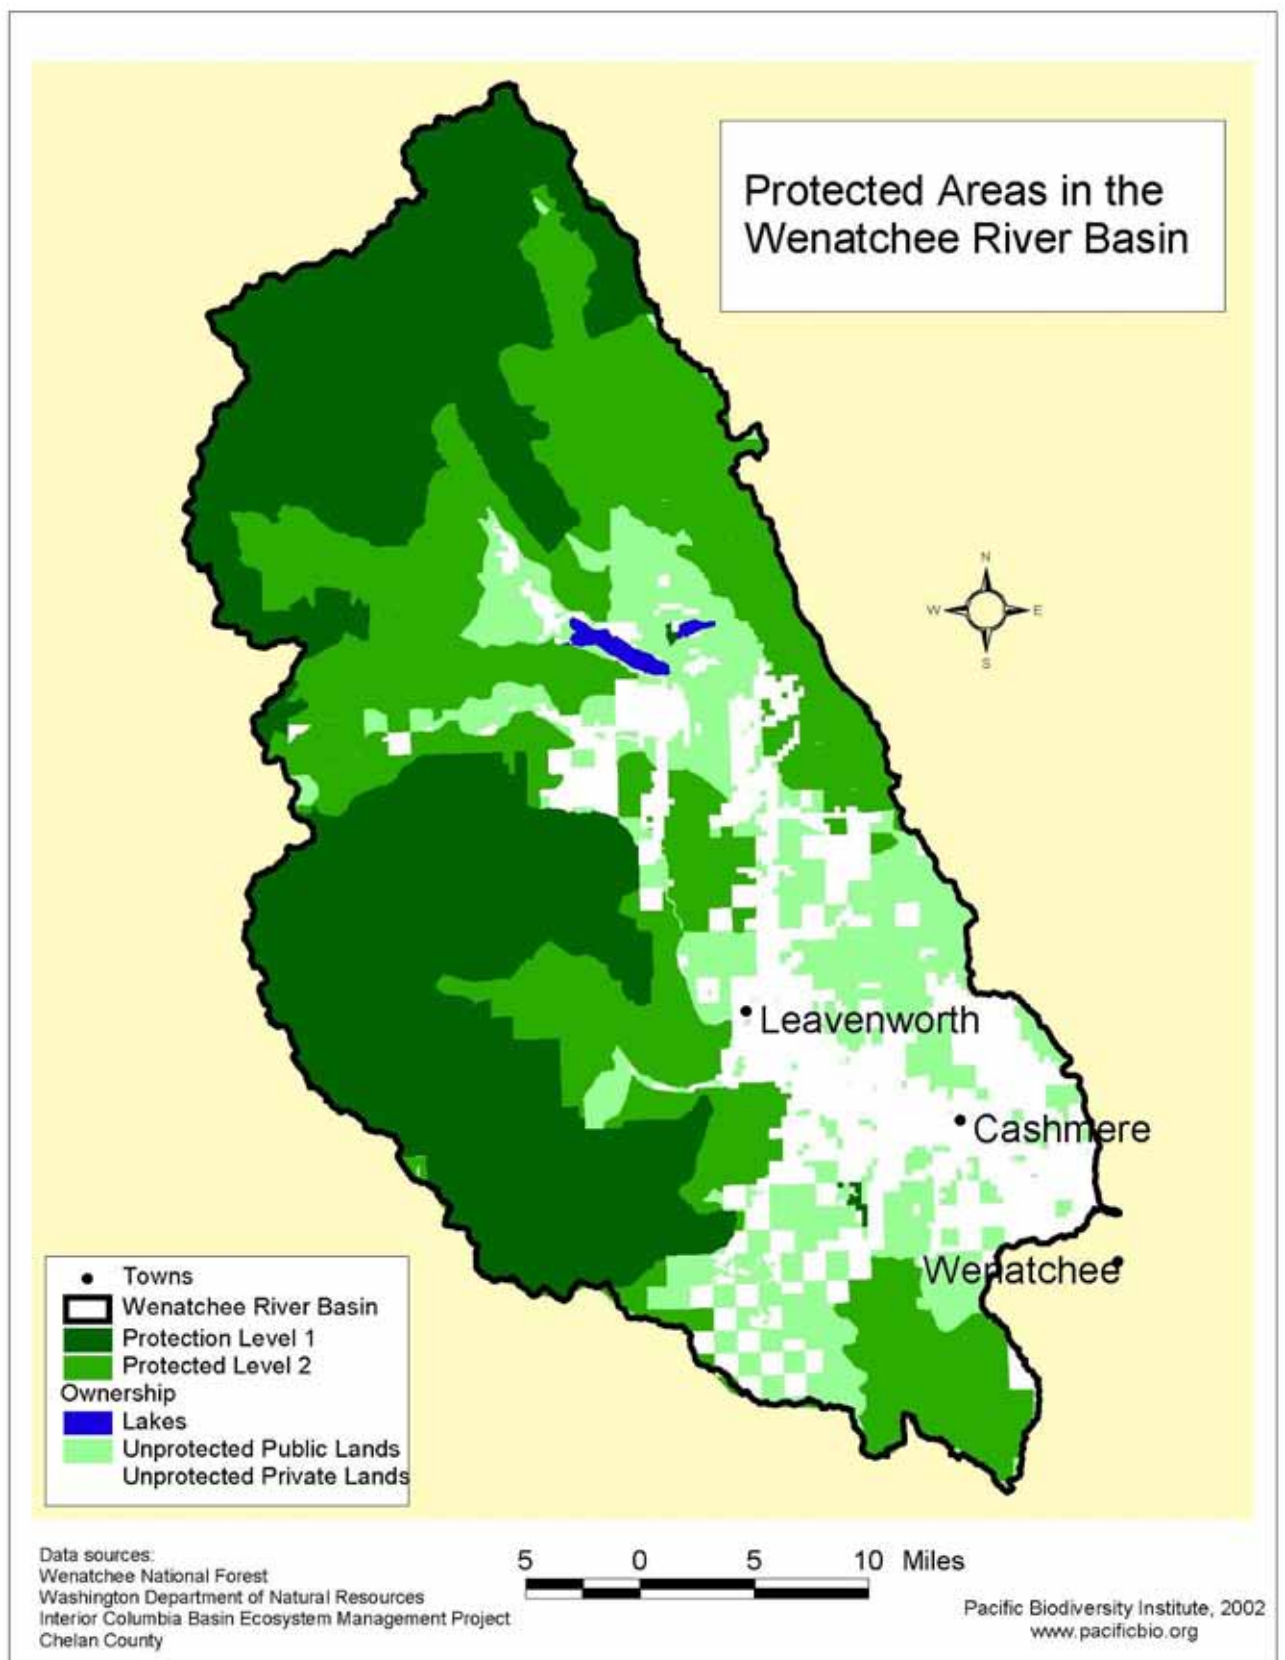 Protected Areas in the
Wenatchee River Basin
N
W
E
S
Leavenworth
Cashmere
Wenatchee
Towns
Wenatchee River Basin
Protection Level 1
Protected Level 2
Ownership
Lakes
Unprotected Public Lands
Unprotected Private Lands
Data sources:
Wenatchee National Forest
Washington Department of Natural Resources
Interior Columbia Basin Ecosystem Management Project
Chelan County
5 0 5 10 Miles
Pacific Biodiversity Institute, 2002
www.pacificbio.org